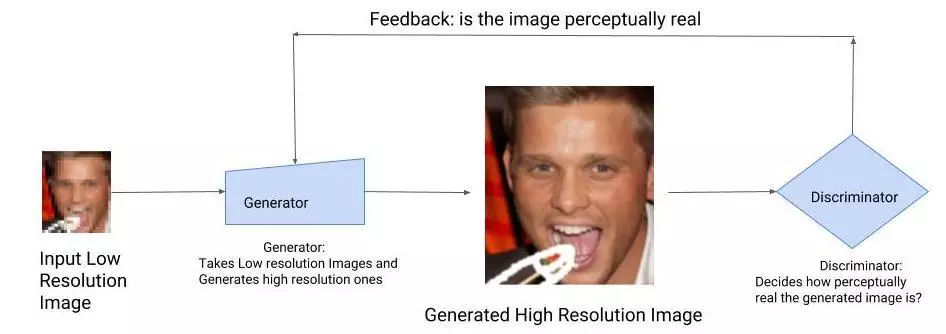 Feedback: is the image perceptually real
Generator
Discriminator
Generator:
Takes Low resolution Images and
Generates high resolution ones
Input Low
Resolution
Image
Discriminator:
Decides how perceptually
real the generated image is?
Generated High Resolution Image